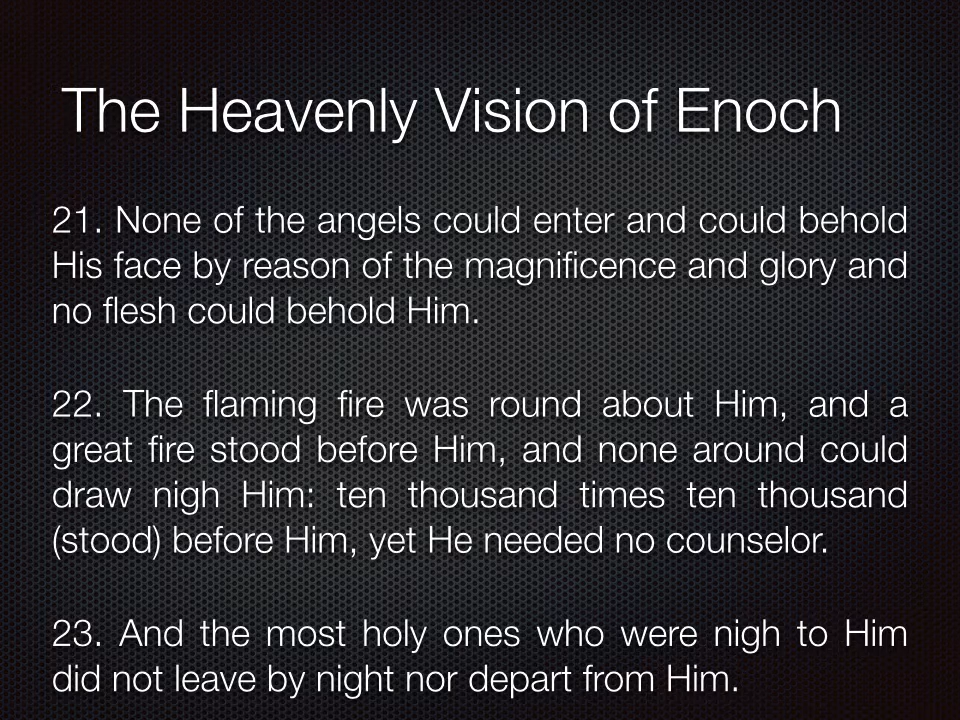 The Heavenly Vision of Enoch
21. None of the angels could enter and could behold
His face by reason of the magnificence and glory and
no flesh could behold Him.
22. The flaming fire was round about Him, and a
great fire stood before Him, and none around could
draw nigh Him: ten thousand times ten thousand
(stood) before Him, yet He needed no counselor.
23. And the most holy ones who were nigh to Him
did not leave by night nor depart from Him.